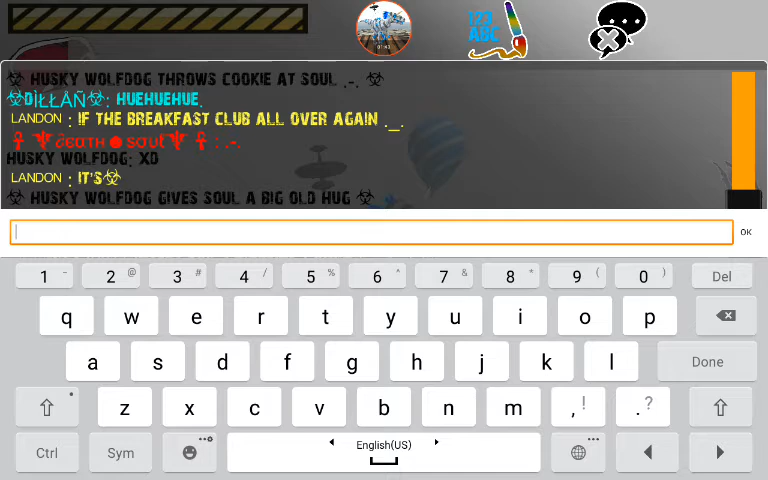 123
ABC
☣ HUSKY WOLFDOG THROWS COOKIE AT SOUL .-. ☣
☣DÌŁŁÅÑ☣: HUEHUEHUE.
LANDON : IF THE BREAKFAST CLUB ALL OVER AGAIN ._.
☥ ∂єαтн ● ѕσυℓ ☥ : .-.
HUSKY WOLFDOG: XD
LANDON : IT'S☣
☣ HUSKY WOLFDOG GIVES SOUL A BIG OLD HUG ☣
OK
1 - 2 @ 3 # 4 / 5 % 6 ^ 7 & 8 * 9 ( 0 ) Del
q w e r t y u i o p
a s d f g h j k l Done
z x c v b n m , ! . ?
Ctrl Sym English(US)